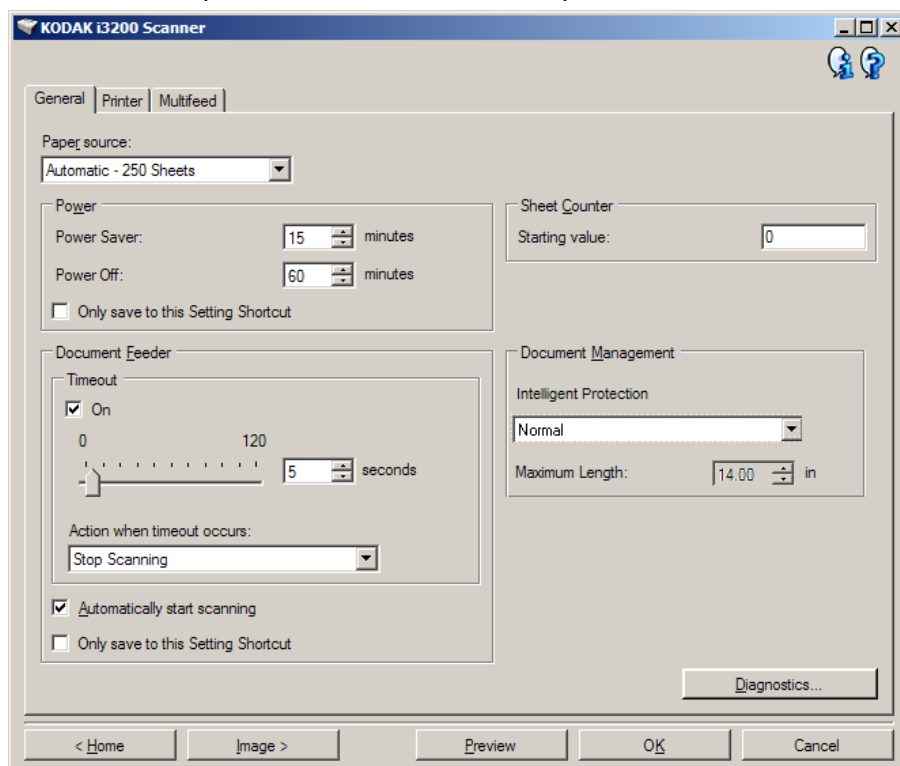 KODAK i3200 Scanner
General Printer Multifeed
Paper source:
Automatic - 250 Sheets
Power
Power Saver: 15 minutes
Power Off: 60 minutes
Only save to this Setting Shortcut
Sheet Counter
Starting value: 0
Document Feeder
Timeout
On
0 120
5 seconds
Action when timeout occurs:
Stop Scanning
Automatically start scanning
Only save to this Setting Shortcut
Document Management
Intelligent Protection
Normal
Maximum Length: 14.00 in
Diagnostics...
< Home Image > Preview OK Cancel